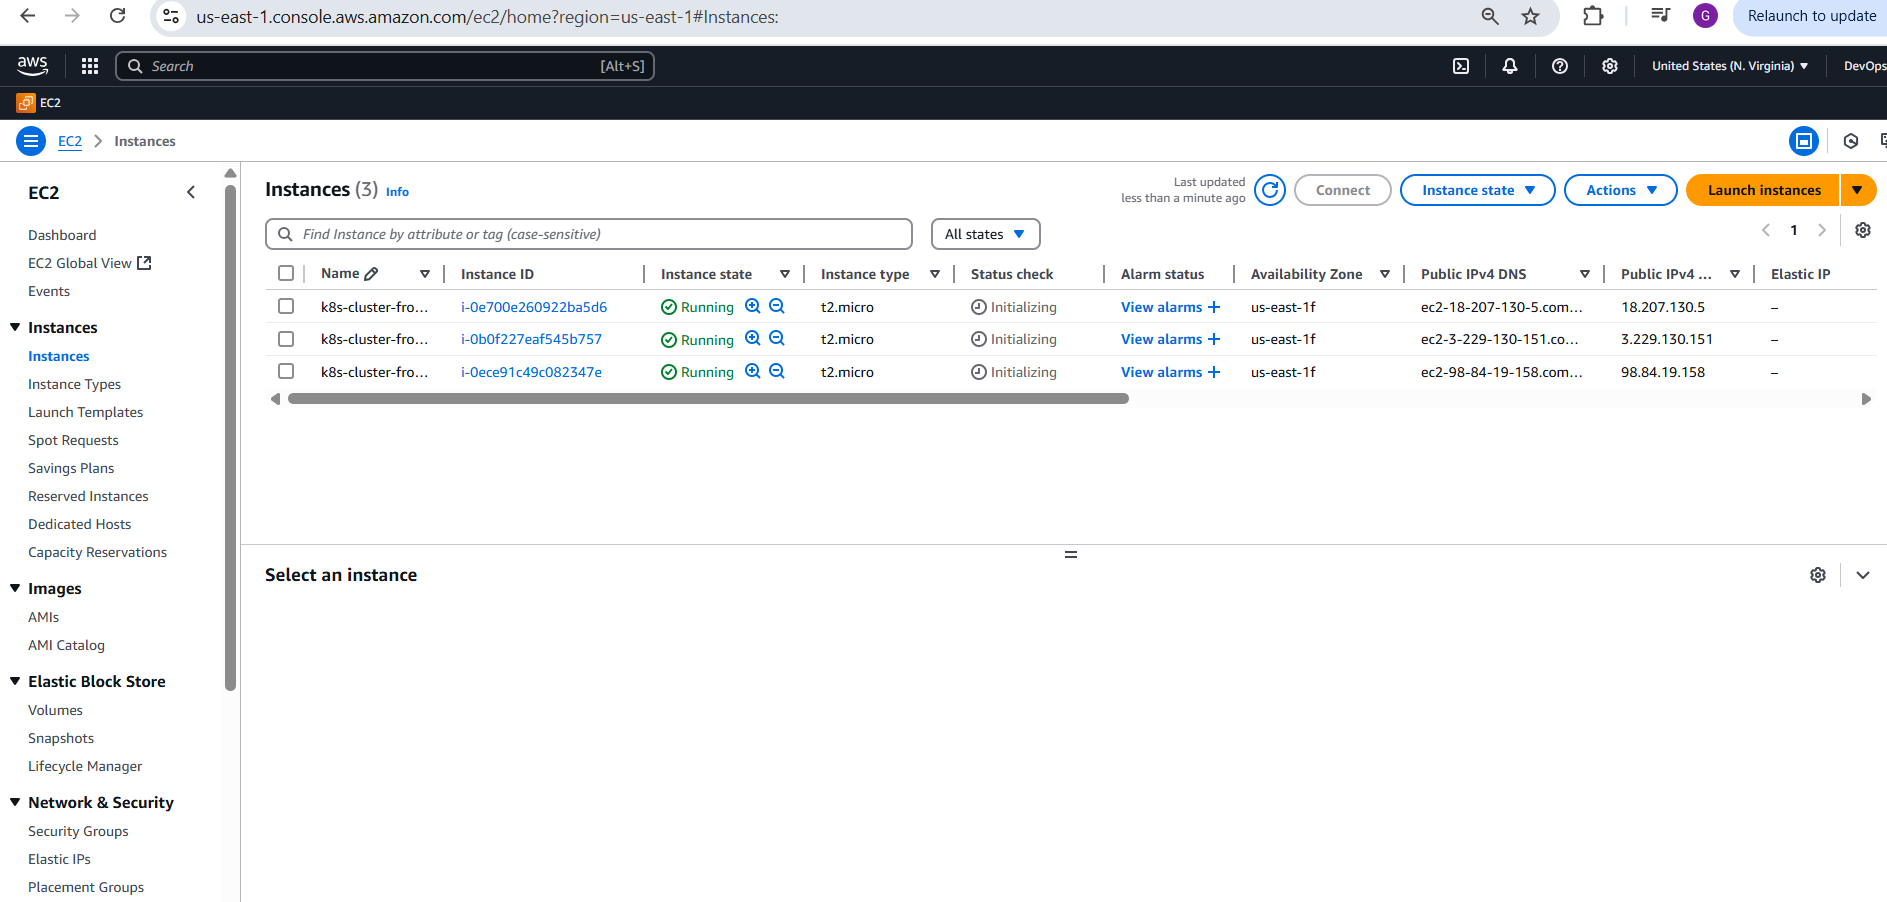 us-east-1.console.aws.amazon.com/ec2/home?region=us-east-1#Instances:
G
Relaunch to update
aws
Search
[Alt+S]
United States (N. Virginia)
DevOps
EC2
EC2
Instances
EC2
Dashboard
EC2 Global View
Events
Instances
Instances
Instance Types
Launch Templates
Spot Requests
Savings Plans
Reserved Instances
Dedicated Hosts
Capacity Reservations
Images
AMIs
AMI Catalog
Elastic Block Store
Volumes
Snapshots
Lifecycle Manager
Network & Security
Security Groups
Elastic IPs
Placement Groups
Instances (3) Info
Last updated
less than a minute ago
Connect
Instance state
Actions
Launch instances
Find Instance by attribute or tag (case-sensitive)
All states
1
Name Instance ID Instance state Instance type Status check Alarm status Availability Zone Public IPv4 DNS Public IPv4 ... Elastic IP
k8s-cluster-fro... i-0e700e260922ba5d6 Running t2.micro Initializing View alarms + us-east-1f ec2-18-207-130-5.com... 18.207.130.5 –
k8s-cluster-fro... i-0b0f227eaf545b757 Running t2.micro Initializing View alarms + us-east-1f ec2-3-229-130-151.co... 3.229.130.151 –
k8s-cluster-fro... i-0ece91c49c082347e Running t2.micro Initializing View alarms + us-east-1f ec2-98-84-19-158.com... 98.84.19.158 –
Select an instance